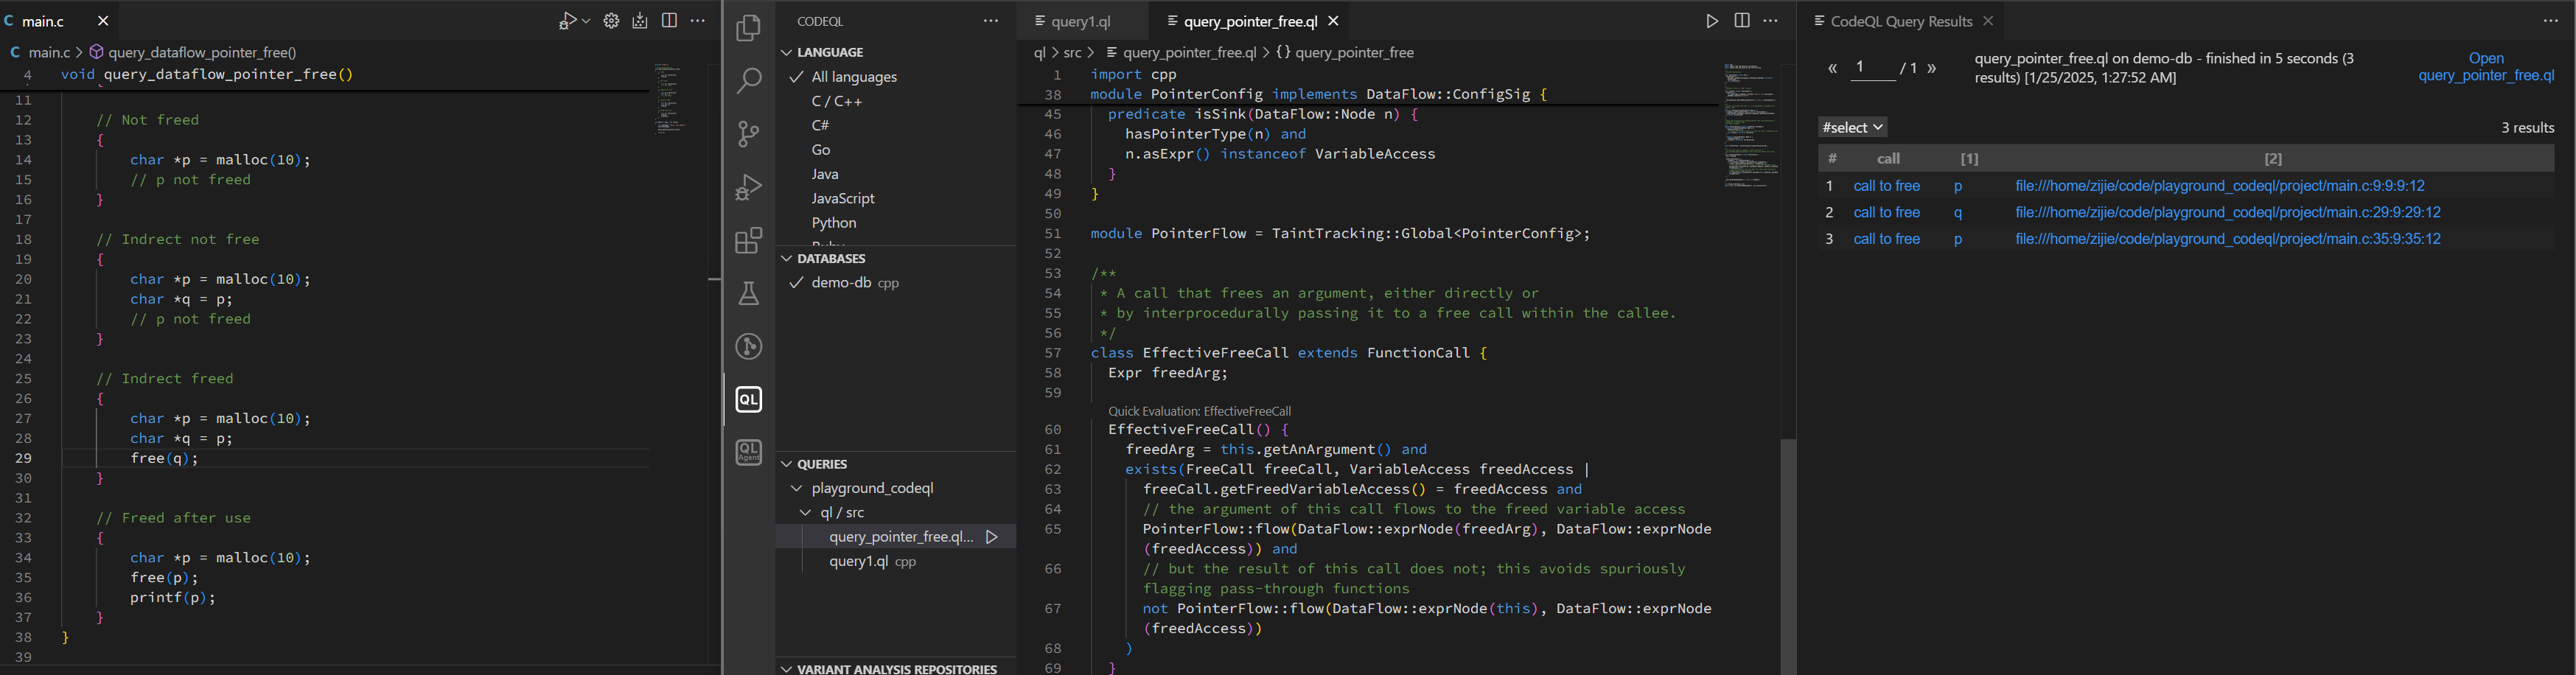 main.c
main.c > query_dataflow_pointer_free()
4 void query_dataflow_pointer_free()
11
12 // Not freed
13 {
14 char *p = malloc(10);
15 // p not freed
16 }
17
18 // Indrect not free
19 {
20 char *p = malloc(10);
21 char *q = p;
22 // p not freed
23 }
24
25 // Indrect freed
26 {
27 char *p = malloc(10);
28 char *q = p;
29 free(q);
30 }
31
32 // Freed after use
33 {
34 char *p = malloc(10);
35 free(p);
36 printf(p);
37 }
38 }
39
QL
QL Agent
CODEQL
LANGUAGE
All languages
C / C++
C#
Go
Java
JavaScript
Python
Ruby
DATABASES
demo-db cpp
QUERIES
playground_codeql
ql / src
query_pointer_free.ql...
query1.ql cpp
VARIANT ANALYSIS REPOSITORIES
query1.ql
query_pointer_free.ql
ql > src > query_pointer_free.ql > {} query_pointer_free
1 import cpp
38 module PointerConfig implements DataFlow::ConfigSig {
45 predicate isSink(DataFlow::Node n) {
46 hasPointerType(n) and
47 n.asExpr() instanceof VariableAccess
48 }
49 }
50
51 module PointerFlow = TaintTracking::Global<PointerConfig>;
52
53 /**
54 * A call that frees an argument, either directly or
55 * by interprocedurally passing it to a free call within the callee.
56 */
57 class EffectiveFreeCall extends FunctionCall {
58 Expr freedArg;
59
Quick Evaluation: EffectiveFreeCall
60 EffectiveFreeCall() {
61 freedArg = this.getAnArgument() and
62 exists(FreeCall freeCall, VariableAccess freedAccess |
63 freeCall.getFreedVariableAccess() = freedAccess and
64 // the argument of this call flows to the freed variable access
65 PointerFlow::flow(DataFlow::exprNode(freedArg), DataFlow::exprNode
(freedAccess)) and
66 // but the result of this call does not; this avoids spuriously
flagging pass-through functions
67 not PointerFlow::flow(DataFlow::exprNode(this), DataFlow::exprNode
(freedAccess))
68 )
69 }
CodeQL Query Results
1 / 1
query_pointer_free.ql on demo-db - finished in 5 seconds (3
results) [1/25/2025, 1:27:52 AM]
Open
query_pointer_free.ql
#select
3 results
# call [1] [2]
1 call to free p file:///home/zijie/code/playground_codeql/project/main.c:9:9:9:12
2 call to free q file:///home/zijie/code/playground_codeql/project/main.c:29:9:29:12
3 call to free p file:///home/zijie/code/playground_codeql/project/main.c:35:9:35:12